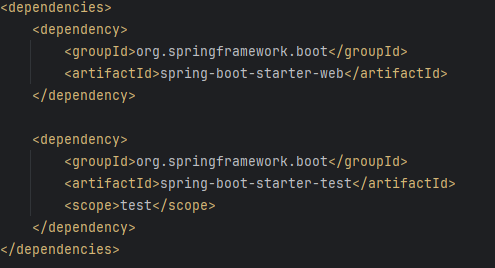 <dependencies>
    <dependency>
        <groupId>org.springframework.boot</groupId>
        <artifactId>spring-boot-starter-web</artifactId>
    </dependency>

    <dependency>
        <groupId>org.springframework.boot</groupId>
        <artifactId>spring-boot-starter-test</artifactId>
        <scope>test</scope>
    </dependency>
</dependencies>